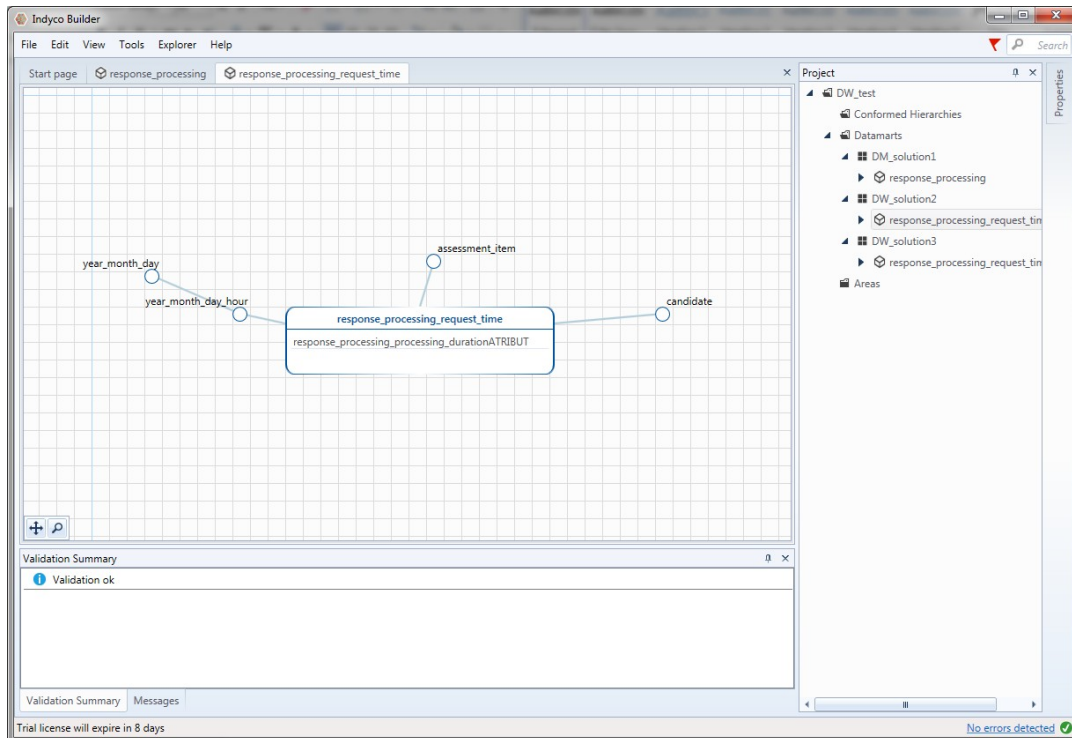 Indyco Builder
File Edit View Tools Explorer Help
Search
Start page response_processing response_processing_request_time
year_month_day
year_month_day_hour
assessment_item
candidate
response_processing_request_time
response_processing_processing_durationATRIBUT
Project
DW_test
Conformed Hierarchies
Datamarts
DM_solution1
response_processing
DW_solution2
response_processing_request_tim
DW_solution3
response_processing_request_tim
Areas
Properties
Validation Summary
Validation ok
Validation Summary Messages
Trial license will expire in 8 days
No errors detected